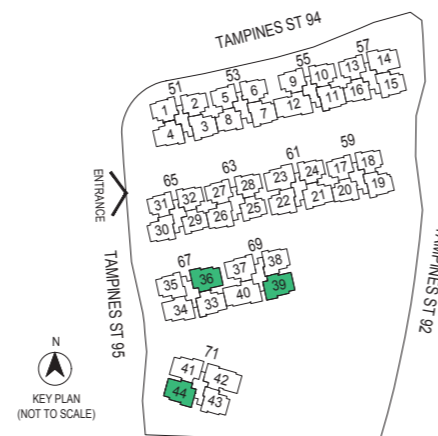 TAMPINES ST 94
51 53 55 57
1 2 5 6 9 10 13 14
4 3 8 7 12 11 16 15
ENTRANCE
65 63 61 59
31 32 27 28 23 24 17 18
30 29 26 25 22 21 20 19
67 69
35 36 37 38
34 33 40 39
TAMPINES ST 95
TAMPINES ST 92
71
41 42
44 43
N
KEY PLAN
(NOT TO SCALE)